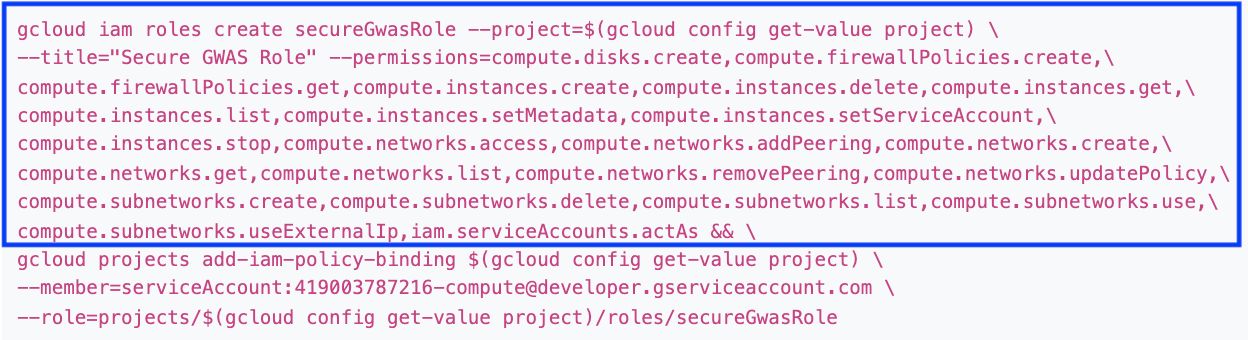 gcloud iam roles create secureGwasRole --project=$(gcloud config get-value project) \
--title="Secure GWAS Role" --permissions=compute.disks.create,compute.firewallPolicies.create,\
compute.firewallPolicies.get,compute.instances.create,compute.instances.delete,compute.instances.get,\
compute.instances.list,compute.instances.setMetadata,compute.instances.setServiceAccount,\
compute.instances.stop,compute.networks.access,compute.networks.addPeering,compute.networks.create,\
compute.networks.get,compute.networks.list,compute.networks.removePeering,compute.networks.updatePolicy,\
compute.subnetworks.create,compute.subnetworks.delete,compute.subnetworks.list,compute.subnetworks.use,\
compute.subnetworks.useExternalIp,iam.serviceAccounts.actAs && \
gcloud projects add-iam-policy-binding $(gcloud config get-value project) \
--member=serviceAccount:419003787216-compute@developer.gserviceaccount.com \
--role=projects/$(gcloud config get-value project)/roles/secureGwasRole